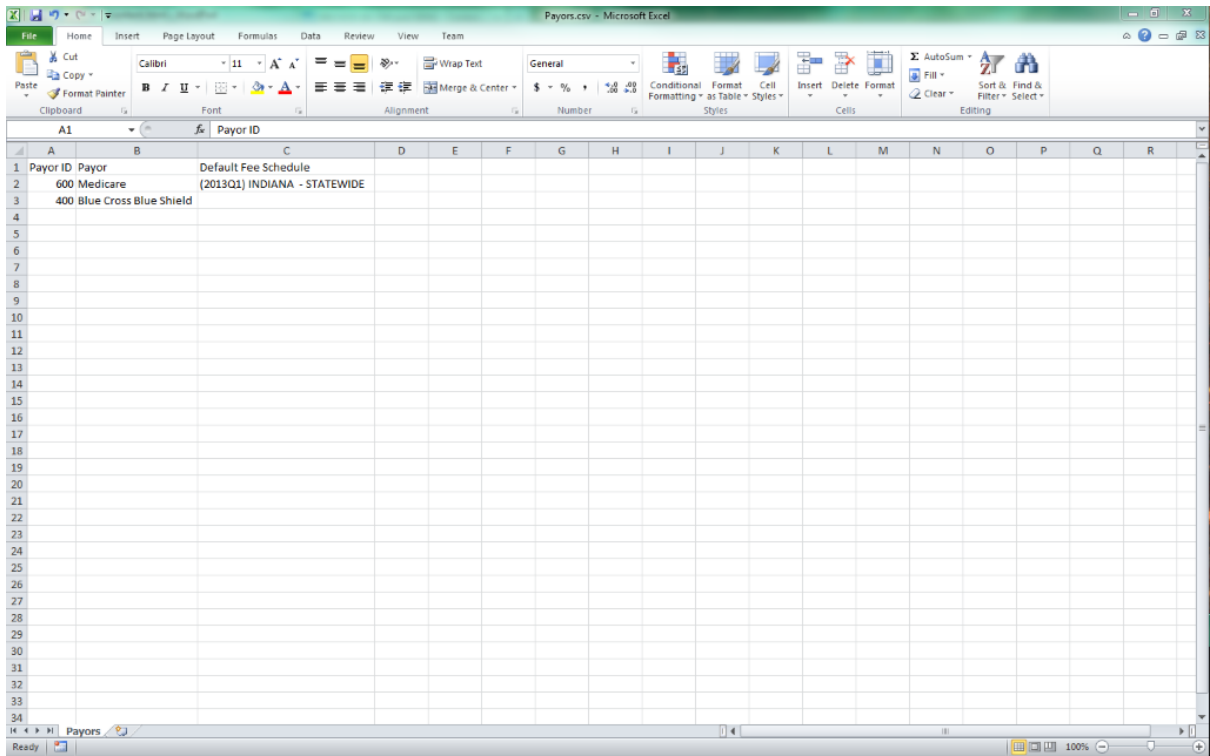 Payors.csv - Microsoft Excel
File Home Insert Page Layout Formulas Data Review View Team
Cut
Copy
Format Painter
Paste
Clipboard
Calibri 11 A A
B I U A
Font
Wrap Text
Merge & Center
Alignment
General
$ % , .0 .00 .00 .0
Number
Conditional Formatting
Format as Table
Cell Styles
Styles
Insert Delete Format
Cells
Σ AutoSum
Fill
Clear
Sort & Filter
Find & Select
Editing
A1 fx Payor ID
A B C D E F G H I J K L M N O P Q R
1 Payor ID Payor Default Fee Schedule
2 600 Medicare (2013Q1) INDIANA - STATEWIDE
3 400 Blue Cross Blue Shield
4
5
6
7
8
9
10
11
12
13
14
15
16
17
18
19
20
21
22
23
24
25
26
27
28
29
30
31
32
33
34
Payors
Ready 100%